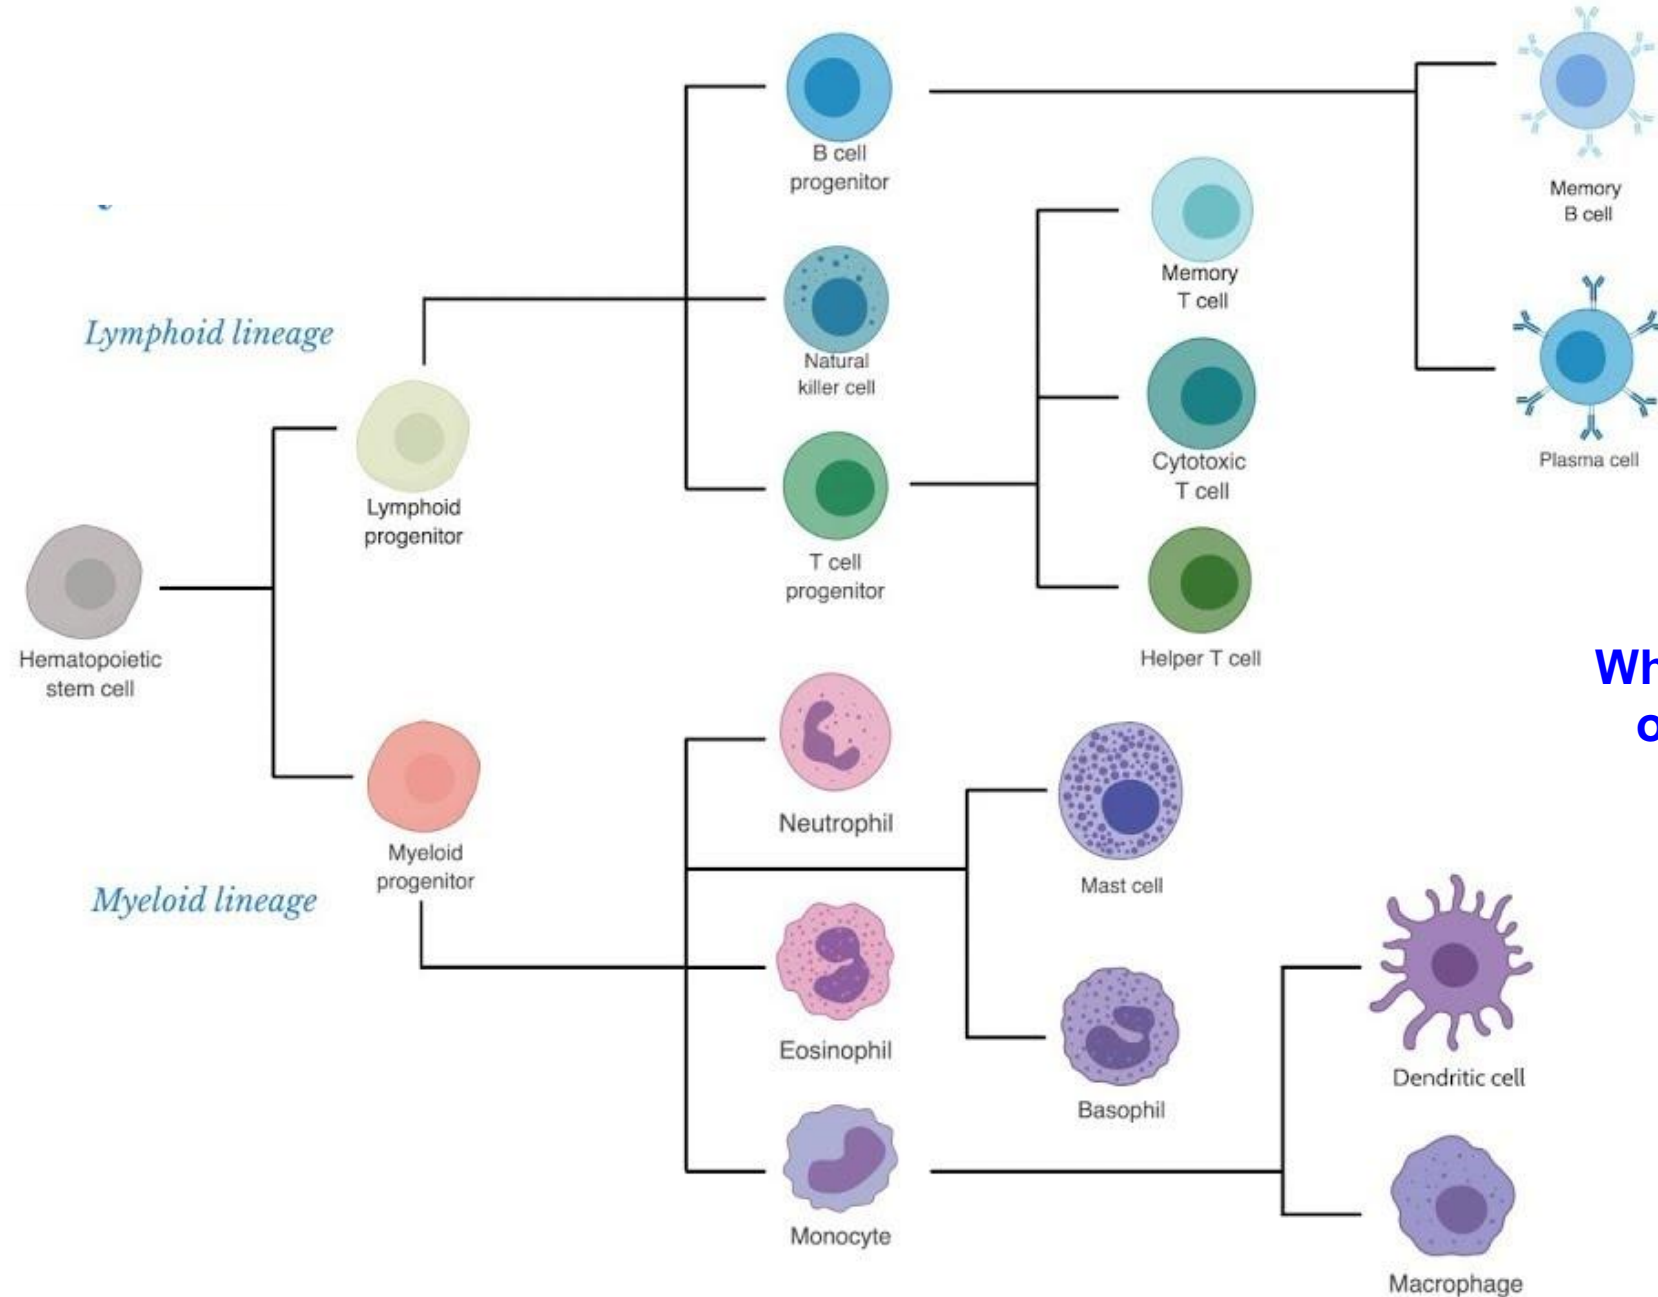 B cell
progenitor
Memory
B cell
Lymphoid lineage
Natural
killer cell
Memory
T cell
Cytotoxic
T cell
Plasma cell
Lymphoid
progenitor
T cell
progenitor
Helper T cell
Hematopoietic
stem cell
Myeloid
progenitor
Myeloid lineage
Neutrophil
Mast cell
Eosinophil
Basophil
Dendritic cell
Monocyte
Macrophage